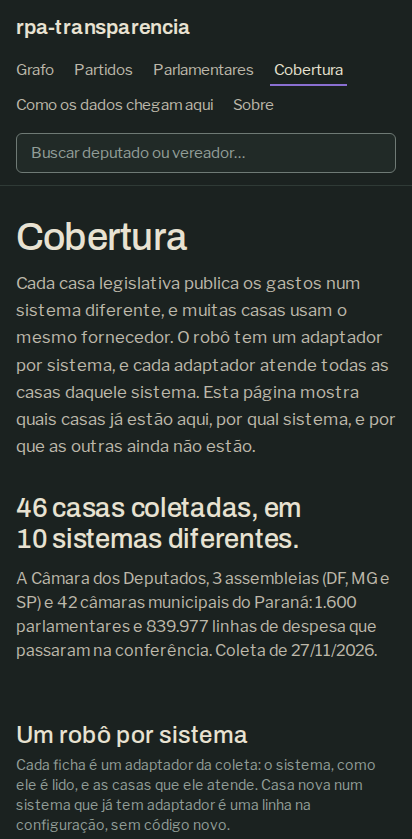 rpa-transparencia
Grafo Partidos Parlamentares Cobertura
Como os dados chegam aqui Sobre
Buscar deputado ou vereador...
Cobertura
Cada casa legislativa publica os gastos num
sistema diferente, e muitas casas usam o
mesmo fornecedor. O robô tem um adaptador
por sistema, e cada adaptador atende todas as
casas daquele sistema. Esta página mostra
quais casas já estão aqui, por qual sistema, e por
que as outras ainda não estão.
46 casas coletadas, em
10 sistemas diferentes.
A Câmara dos Deputados, 3 assembleias (DF, MG e
SP) e 42 câmaras municipais do Paraná: 1.600
parlamentares e 839.977 linhas de despesa que
passaram na conferência. Coleta de 27/11/2026.
Um robô por sistema
Cada ficha é um adaptador da coleta: o sistema, como
ele é lido, e as casas que ele atende. Casa nova num
sistema que já tem adaptador é uma linha na
configuração, sem código novo.